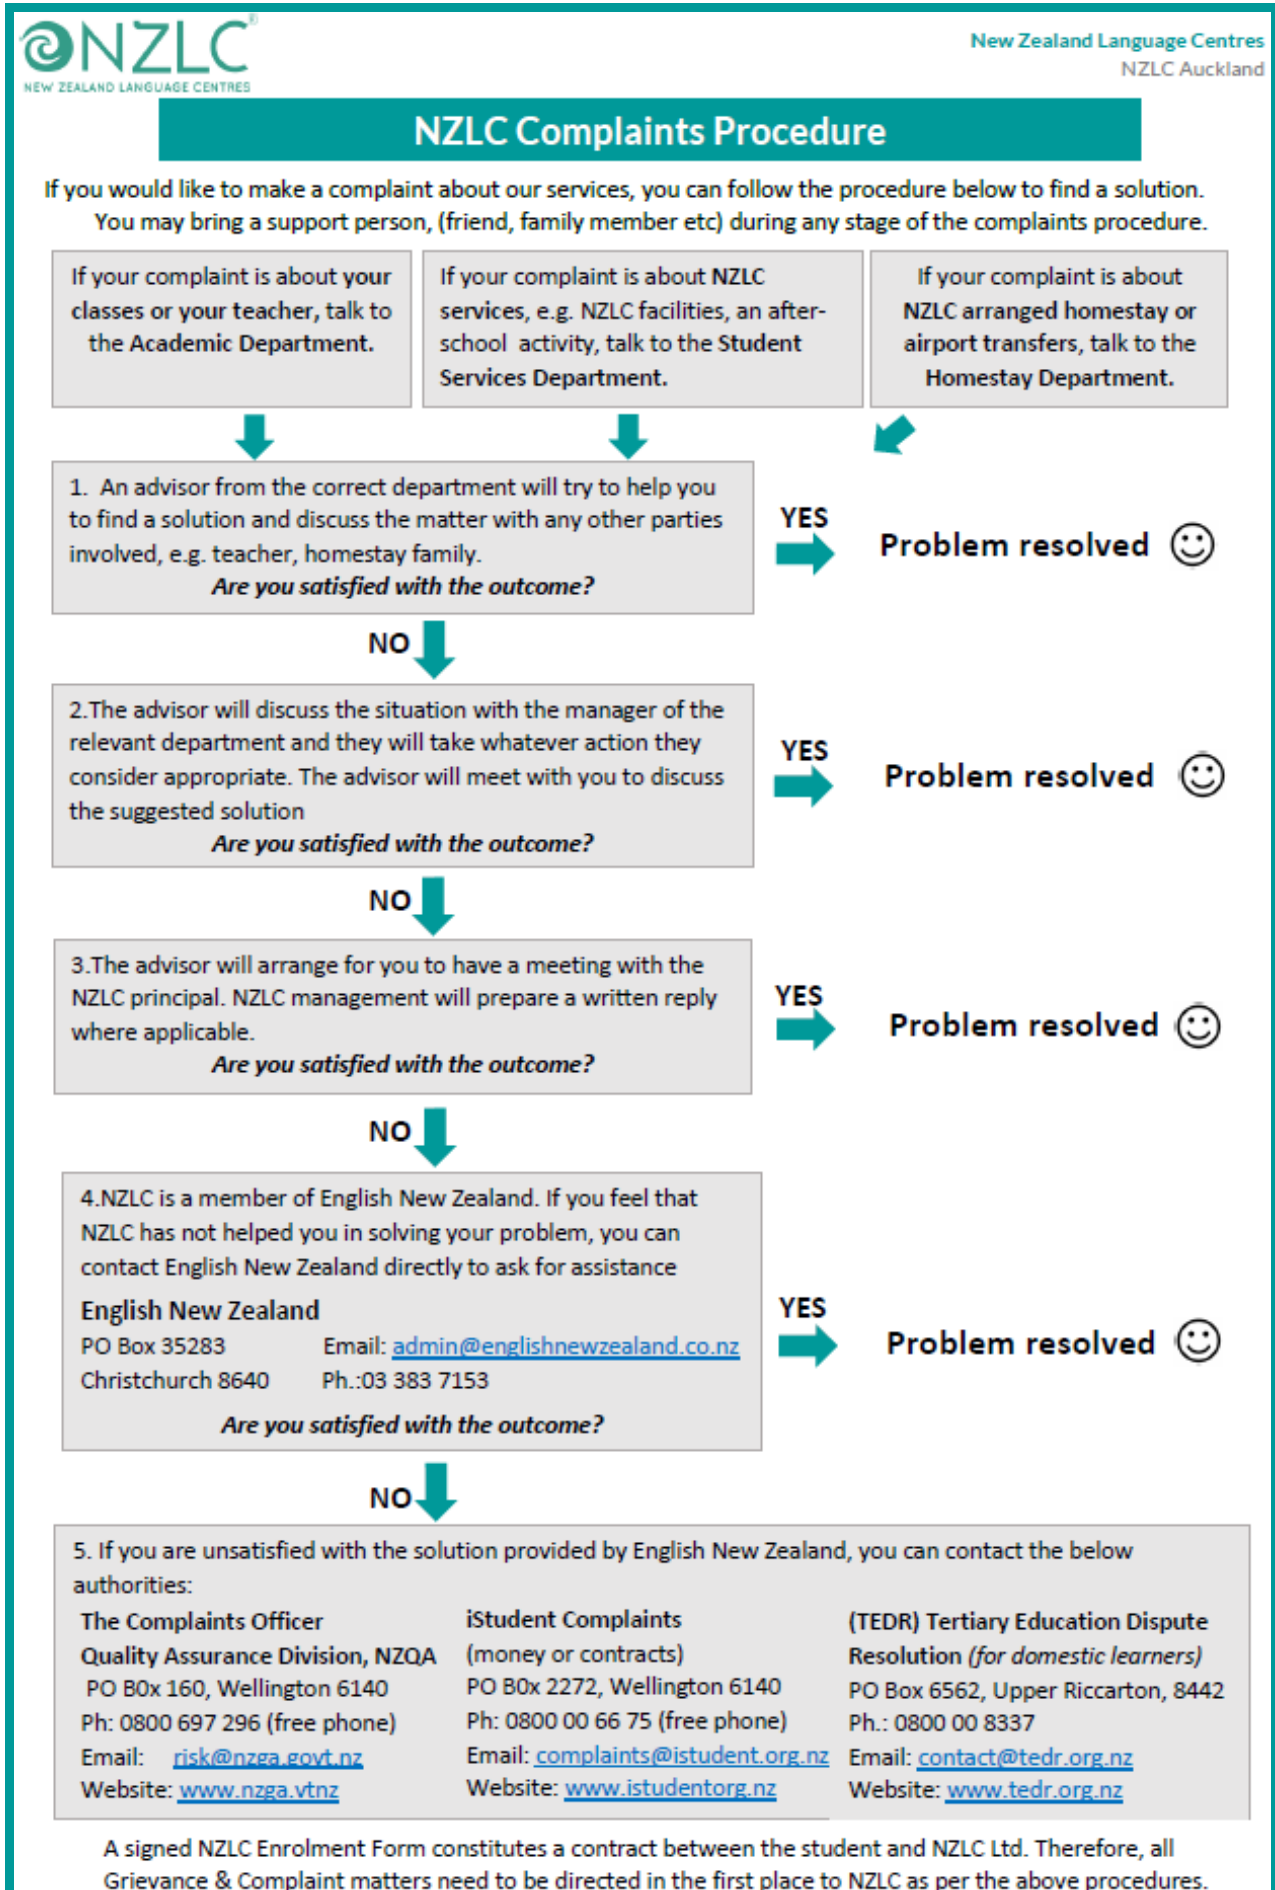 NZLC®
NEW ZEALAND LANGUAGE CENTRES
New Zealand Language Centres
NZLC Auckland
NZLC Complaints Procedure
If you would like to make a complaint about our services, you can follow the procedure below to find a solution.
You may bring a support person, (friend, family member etc) during any stage of the complaints procedure.
If your complaint is about your
classes or your teacher, talk to
the Academic Department.
If your complaint is about NZLC
services, e.g. NZLC facilities, an after-
school activity, talk to the Student
Services Department.
If your complaint is about
NZLC arranged homestay or
airport transfers, talk to the
Homestay Department.
1. An advisor from the correct department will try to help you
to find a solution and discuss the matter with any other parties
involved, e.g. teacher, homestay family.
Are you satisfied with the outcome?
YES
Problem resolved
NO
2.The advisor will discuss the situation with the manager of the
relevant department and they will take whatever action they
consider appropriate. The advisor will meet with you to discuss
the suggested solution
Are you satisfied with the outcome?
YES
Problem resolved
NO
3.The advisor will arrange for you to have a meeting with the
NZLC principal. NZLC management will prepare a written reply
where applicable.
Are you satisfied with the outcome?
YES
Problem resolved
NO
4.NZLC is a member of English New Zealand. If you feel that
NZLC has not helped you in solving your problem, you can
contact English New Zealand directly to ask for assistance
English New Zealand
PO Box 35283 Email: admin@englishnewzealand.co.nz
Christchurch 8640 Ph.:03 383 7153
Are you satisfied with the outcome?
YES
Problem resolved
NO
5. If you are unsatisfied with the solution provided by English New Zealand, you can contact the below
authorities:
The Complaints Officer
Quality Assurance Division, NZQA
PO B0x 160, Wellington 6140
Ph: 0800 697 296 (free phone)
Email: risk@nzga.govt.nz
Website: www.nzga.vtnz
iStudent Complaints
(money or contracts)
PO B0x 2272, Wellington 6140
Ph: 0800 00 66 75 (free phone)
Email: complaints@istudent.org.nz
Website: www.istudentorg.nz
(TEDR) Tertiary Education Dispute
Resolution (for domestic learners)
PO Box 6562, Upper Riccarton, 8442
Ph.: 0800 00 8337
Email: contact@tedr.org.nz
Website: www.tedr.org.nz
A signed NZLC Enrolment Form constitutes a contract between the student and NZLC Ltd. Therefore, all
Grievance & Complaint matters need to be directed in the first place to NZLC as per the above procedures.